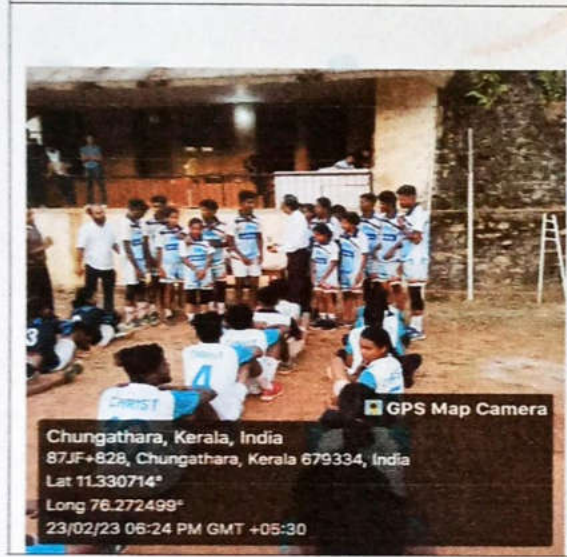 3
CHRIST
4
GPS Map Camera
Chungathara, Kerala, India
87JF+828, Chungathara, Kerala 679334, India
Lat 11.330714°
Long 76.272499°
23/02/23 06:24 PM GMT +05:30